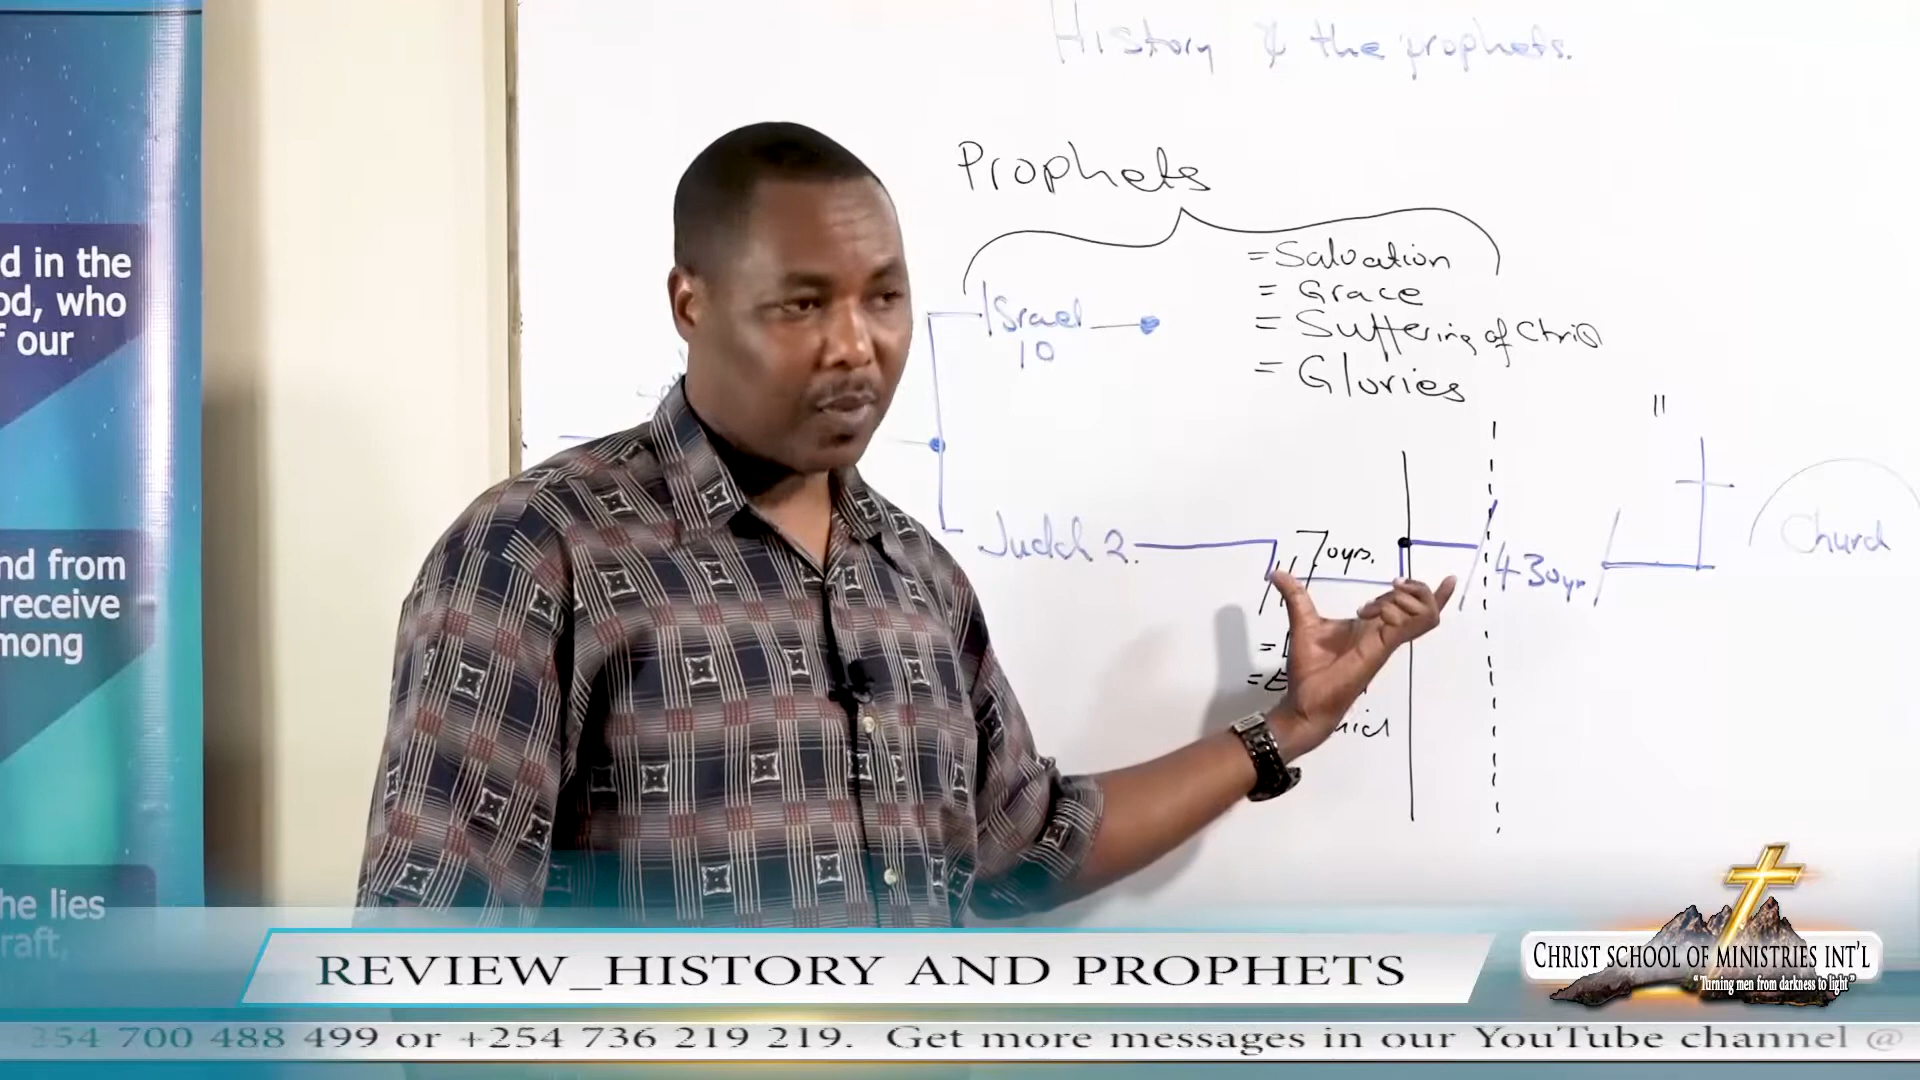 History & the prophets.
Prophets
= Salvation
= Grace
= Suffering of Christ
= Glories
Israel
10
Judah 2.
70yrs.
430yr
Church
d in the
od, who
f our
nd from
receive
mong
he lies
raft,
REVIEW_HISTORY AND PROPHETS
CHRIST SCHOOL OF MINISTRIES INT'L
"Turning men from darkness to light"
254 700 488 499 or +254 736 219 219. Get more messages in our YouTube channel @